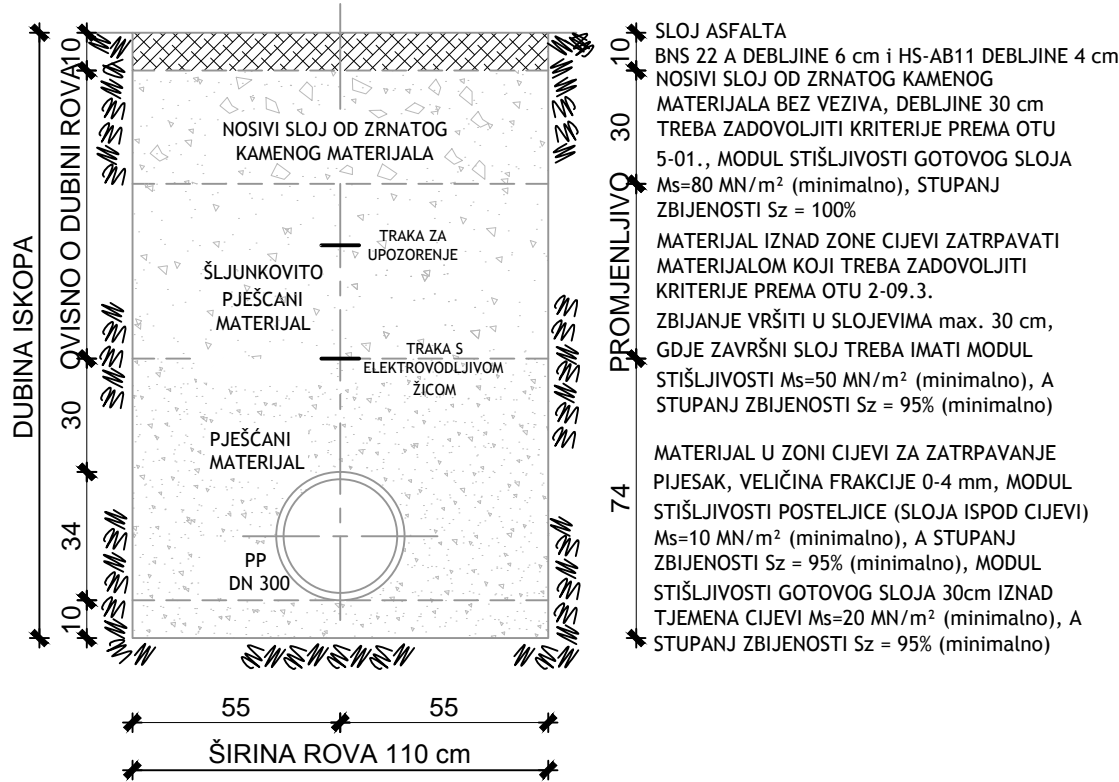 DUBINA ISKOPA
10
OVISNO O DUBINI ROVA
30
34
10
NOSIVI SLOJ OD ZRNATOG
KAMENOG MATERIJALA
TRAKA ZA
UPOZORENJE
ŠLJUNKOVITO
PJEŠCANI
MATERIJAL
TRAKA S
ELEKTROVODLJIVOM
ŽICOM
PJEŠĆANI
MATERIJAL
PP
DN 300
55
55
ŠIRINA ROVA 110 cm
10
30
PROMJENLJIVO
74
SLOJ ASFALTA
BNS 22 A DEBLJINE 6 cm i HS-AB11 DEBLJINE 4 cm
NOSIVI SLOJ OD ZRNATOG KAMENOG
MATERIJALA BEZ VEZIVA, DEBLJINE 30 cm
TREBA ZADOVOLJITI KRITERIJE PREMA OTU
5-01., MODUL STIŠLJIVOSTI GOTOVOG SLOJA
Ms=80 MN/m² (minimalno), STUPANJ
ZBIJENOSTI Sz = 100%
MATERIJAL IZNAD ZONE CIJEVI ZATRPAVATI
MATERIJALOM KOJI TREBA ZADOVOLJITI
KRITERIJE PREMA OTU 2-09.3.
ZBIJANJE VRŠITI U SLOJEVIMA max. 30 cm,
GDJE ZAVRŠNI SLOJ TREBA IMATI MODUL
STIŠLJIVOSTI Ms=50 MN/m² (minimalno), A
STUPANJ ZBIJENOSTI Sz = 95% (minimalno)
MATERIJAL U ZONI CIJEVI ZA ZATRPAVANJE
PIJESAK, VELIČINA FRAKCIJE 0-4 mm, MODUL
STIŠLJIVOSTI POSTELJICE (SLOJA ISPOD CIJEVI)
Ms=10 MN/m² (minimalno), A STUPANJ
ZBIJENOSTI Sz = 95% (minimalno), MODUL
STIŠLJIVOSTI GOTOVOG SLOJA 30cm IZNAD
TJEMENA CIJEVI Ms=20 MN/m² (minimalno), A
STUPANJ ZBIJENOSTI Sz = 95% (minimalno)